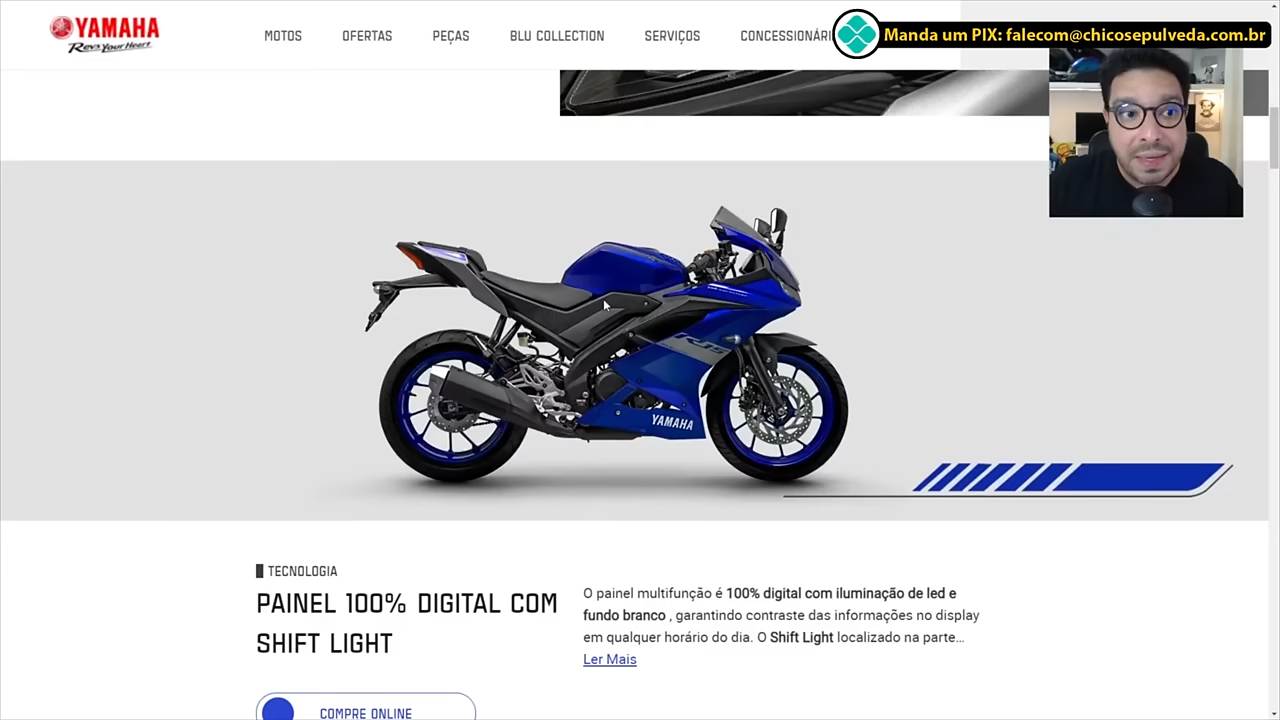 YAMAHA
Revs Your Heart
MOTOS
OFERTAS
PEÇAS
BLU COLLECTION
SERVIÇOS
CONCESSIONÁRI
Manda um PIX: falecom@chicosepulveda.com.br
R15
YAMAHA
TECNOLOGIA
PAINEL 100% DIGITAL COM
SHIFT LIGHT
O painel multifunção é 100% digital com iluminação de led e
fundo branco , garantindo contraste das informações no display
em qualquer horário do dia. O Shift Light localizado na parte...
Ler Mais
COMPRE ONLINE